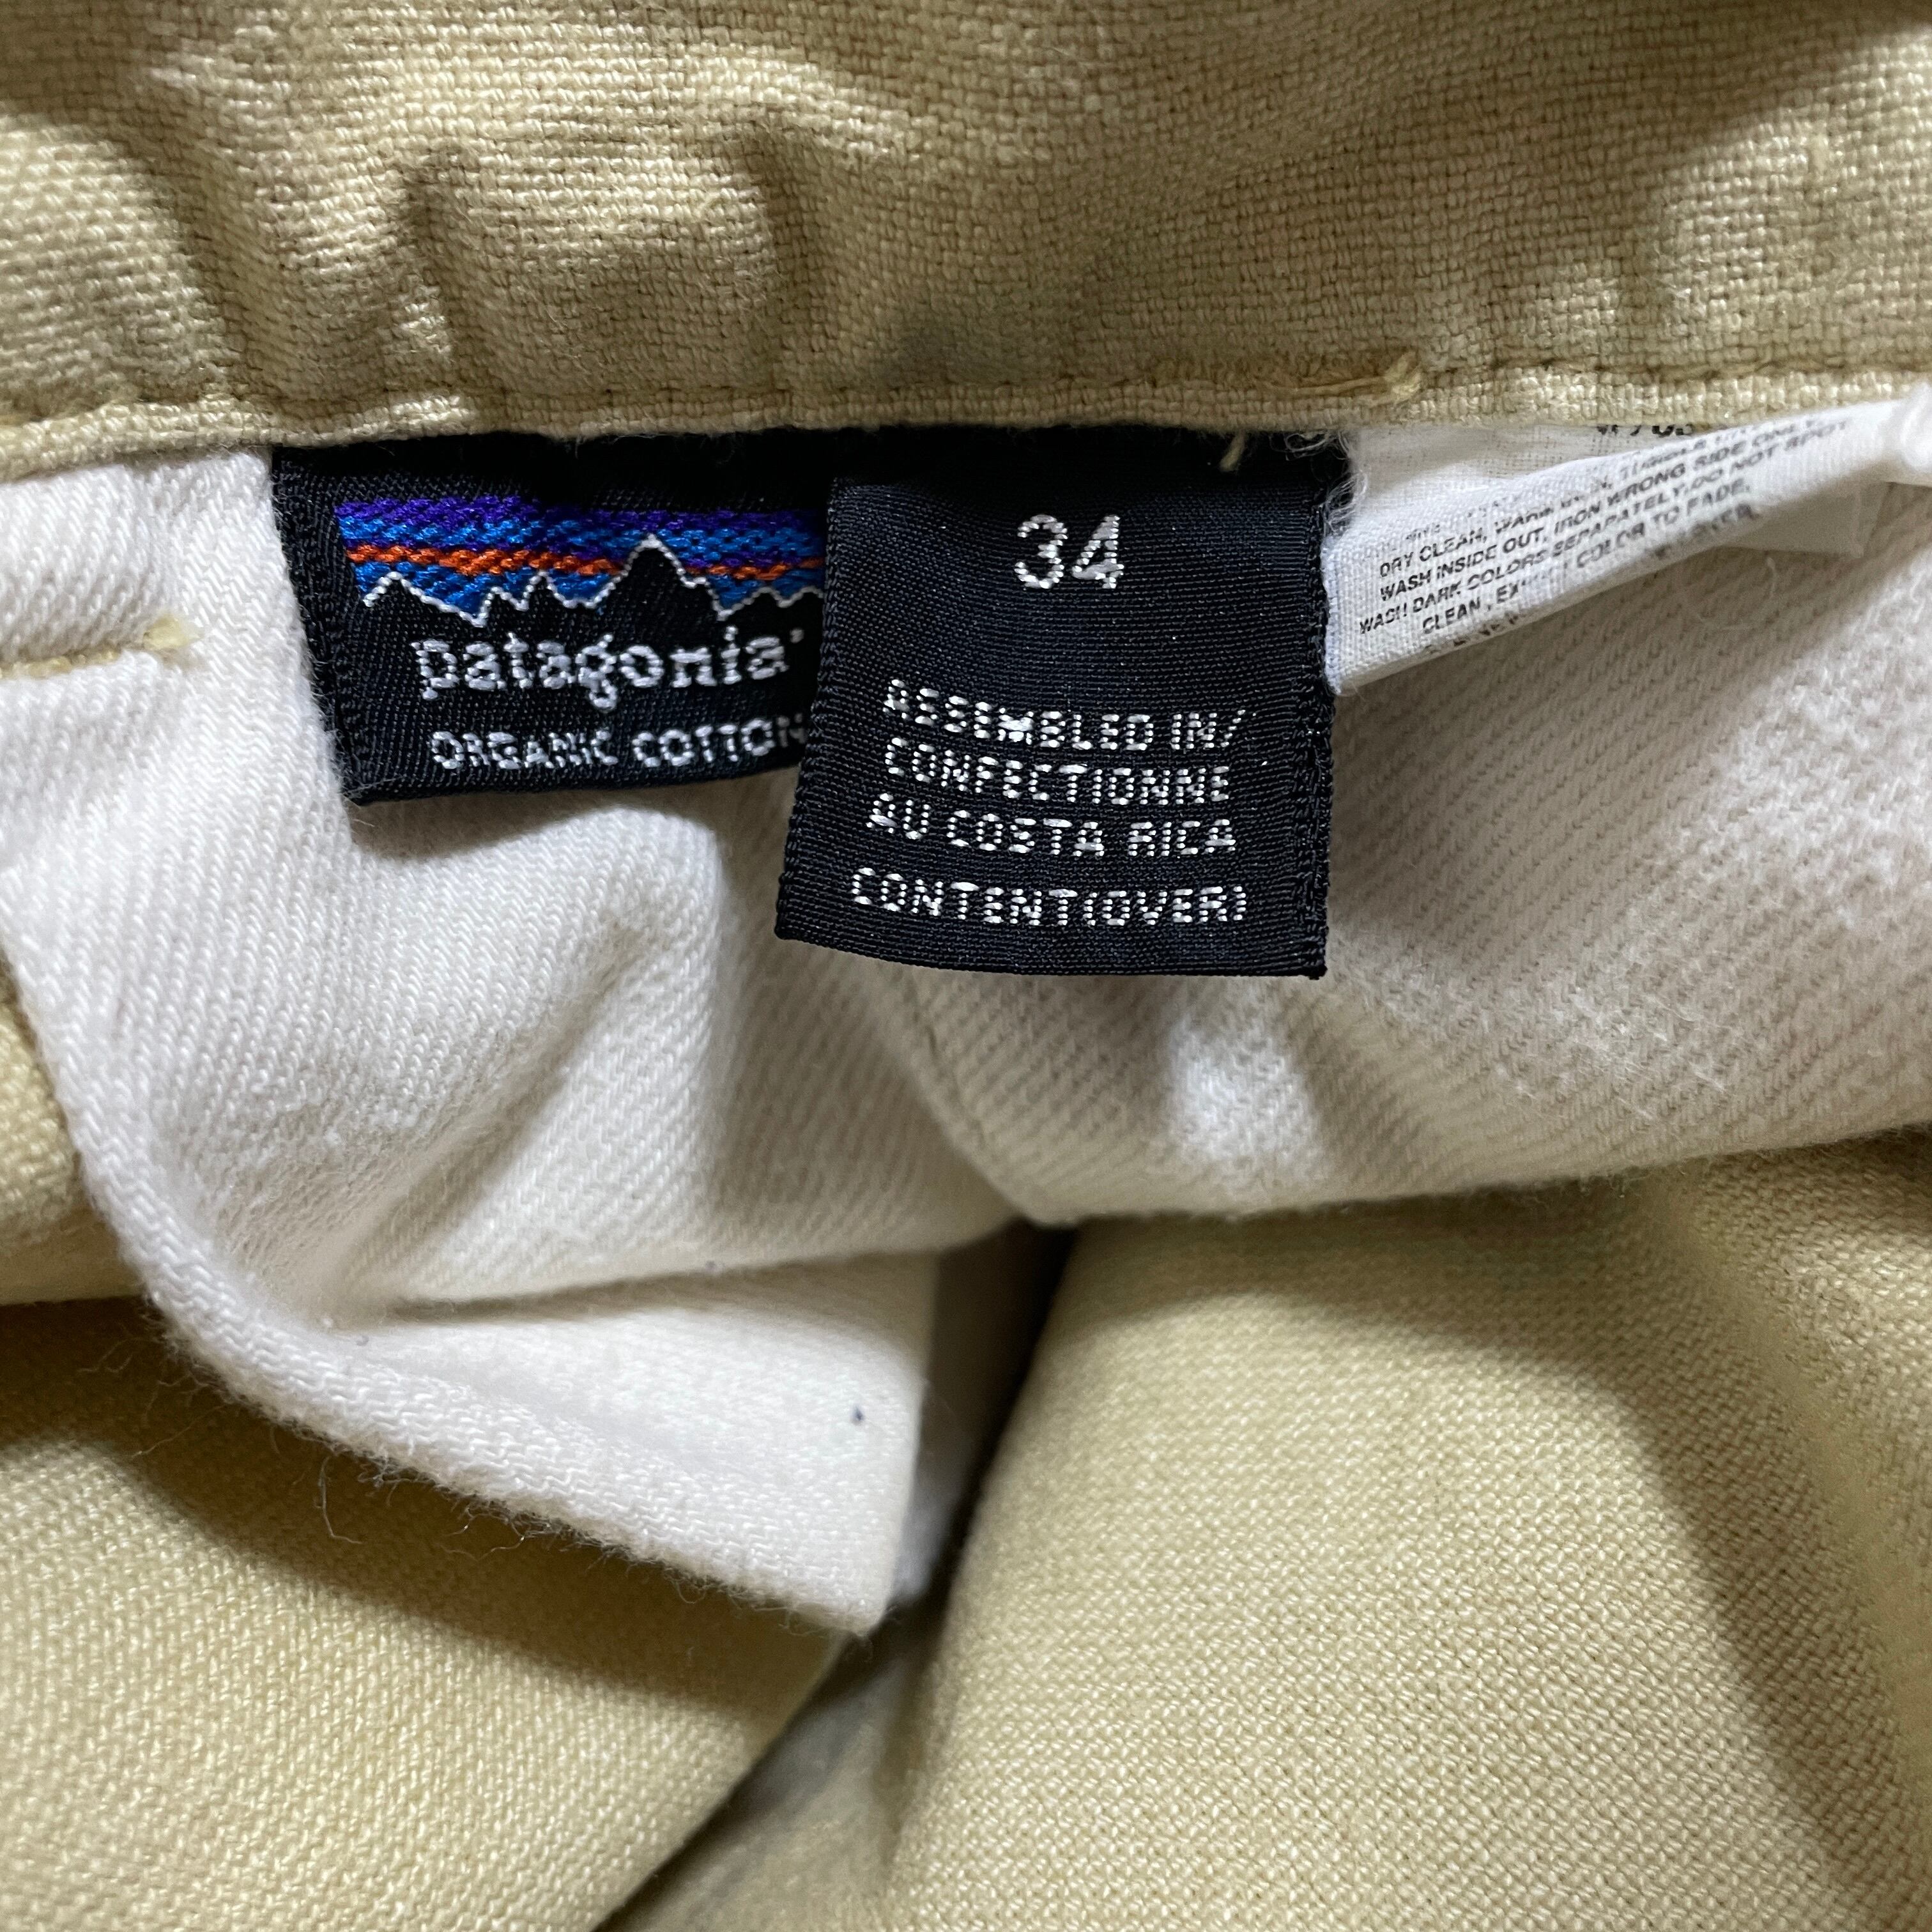 patagonia®
ORGANIC COTTON
34
ASSEMBLED IN/
CONFECTIONNE
AU COSTA RICA
CONTENT(OVER)
DRY CLEAN, WARM IRON,
WASH INSIDE OUT, IRON WRONG SIDE ONLY
WASH DARK COLORS SEPARATELY. DO NOT SPOT
CLEAN, COLOR TO FADE.